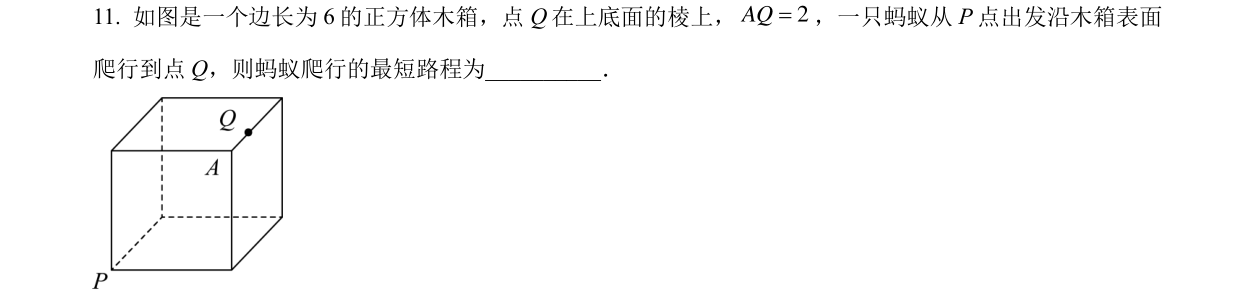 11. 如图是一个边长为 6 的正方体木箱，点 Q 在上底面的棱上，AQ = 2，一只蚂蚁从 P 点出发沿木箱表面
爬行到点 Q，则蚂蚁爬行的最短路程为__________.
Q
A
P